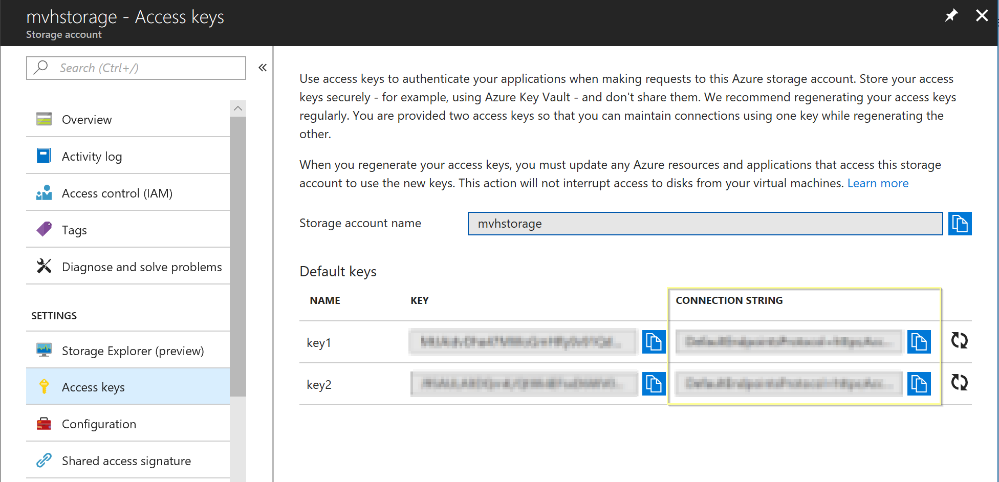 mvhstorage - Access keys
Storage account
Search (Ctrl+/)
«
Overview
Activity log
Access control (IAM)
Tags
Diagnose and solve problems
SETTINGS
Storage Explorer (preview)
Access keys
Configuration
Shared access signature
Use access keys to authenticate your applications when making requests to this Azure storage account. Store your access
keys securely - for example, using Azure Key Vault - and don't share them. We recommend regenerating your access keys
regularly. You are provided two access keys so that you can maintain connections using one key while regenerating the
other.
When you regenerate your access keys, you must update any Azure resources and applications that access this storage
account to use the new keys. This action will not interrupt access to disks from your virtual machines. Learn more
Storage account name
mvhstorage
Default keys
NAME KEY CONNECTION STRING
key1
key2